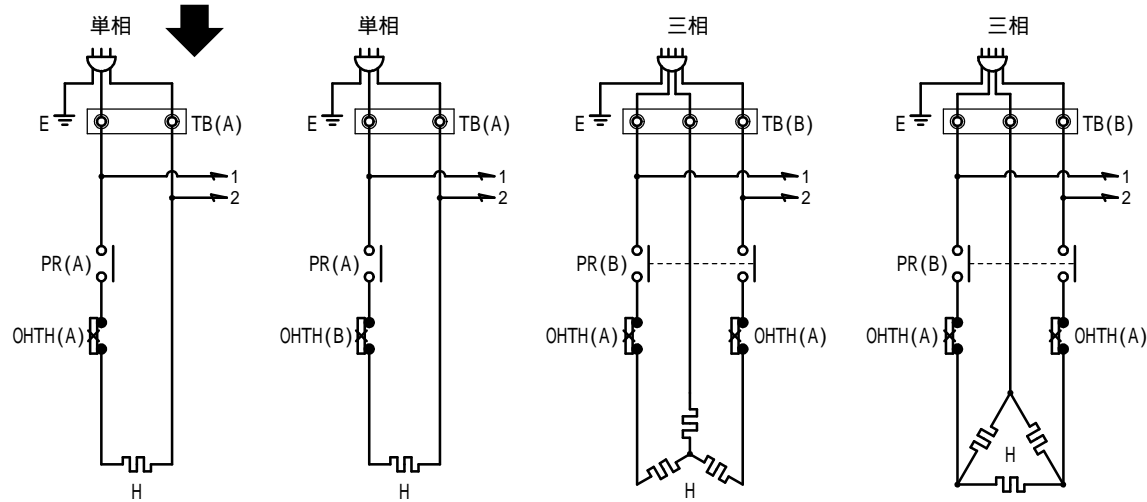 単相 単相 三相 三相
E TB(A) E TB(A) E TB(B) E TB(B)
1 1 1 1
2 2 2 2
PR(A) PR(A) PR(B) PR(B)
OHTH(A) OHTH(B) OHTH(A) OHTH(A) OHTH(A) OHTH(A)
H H H H